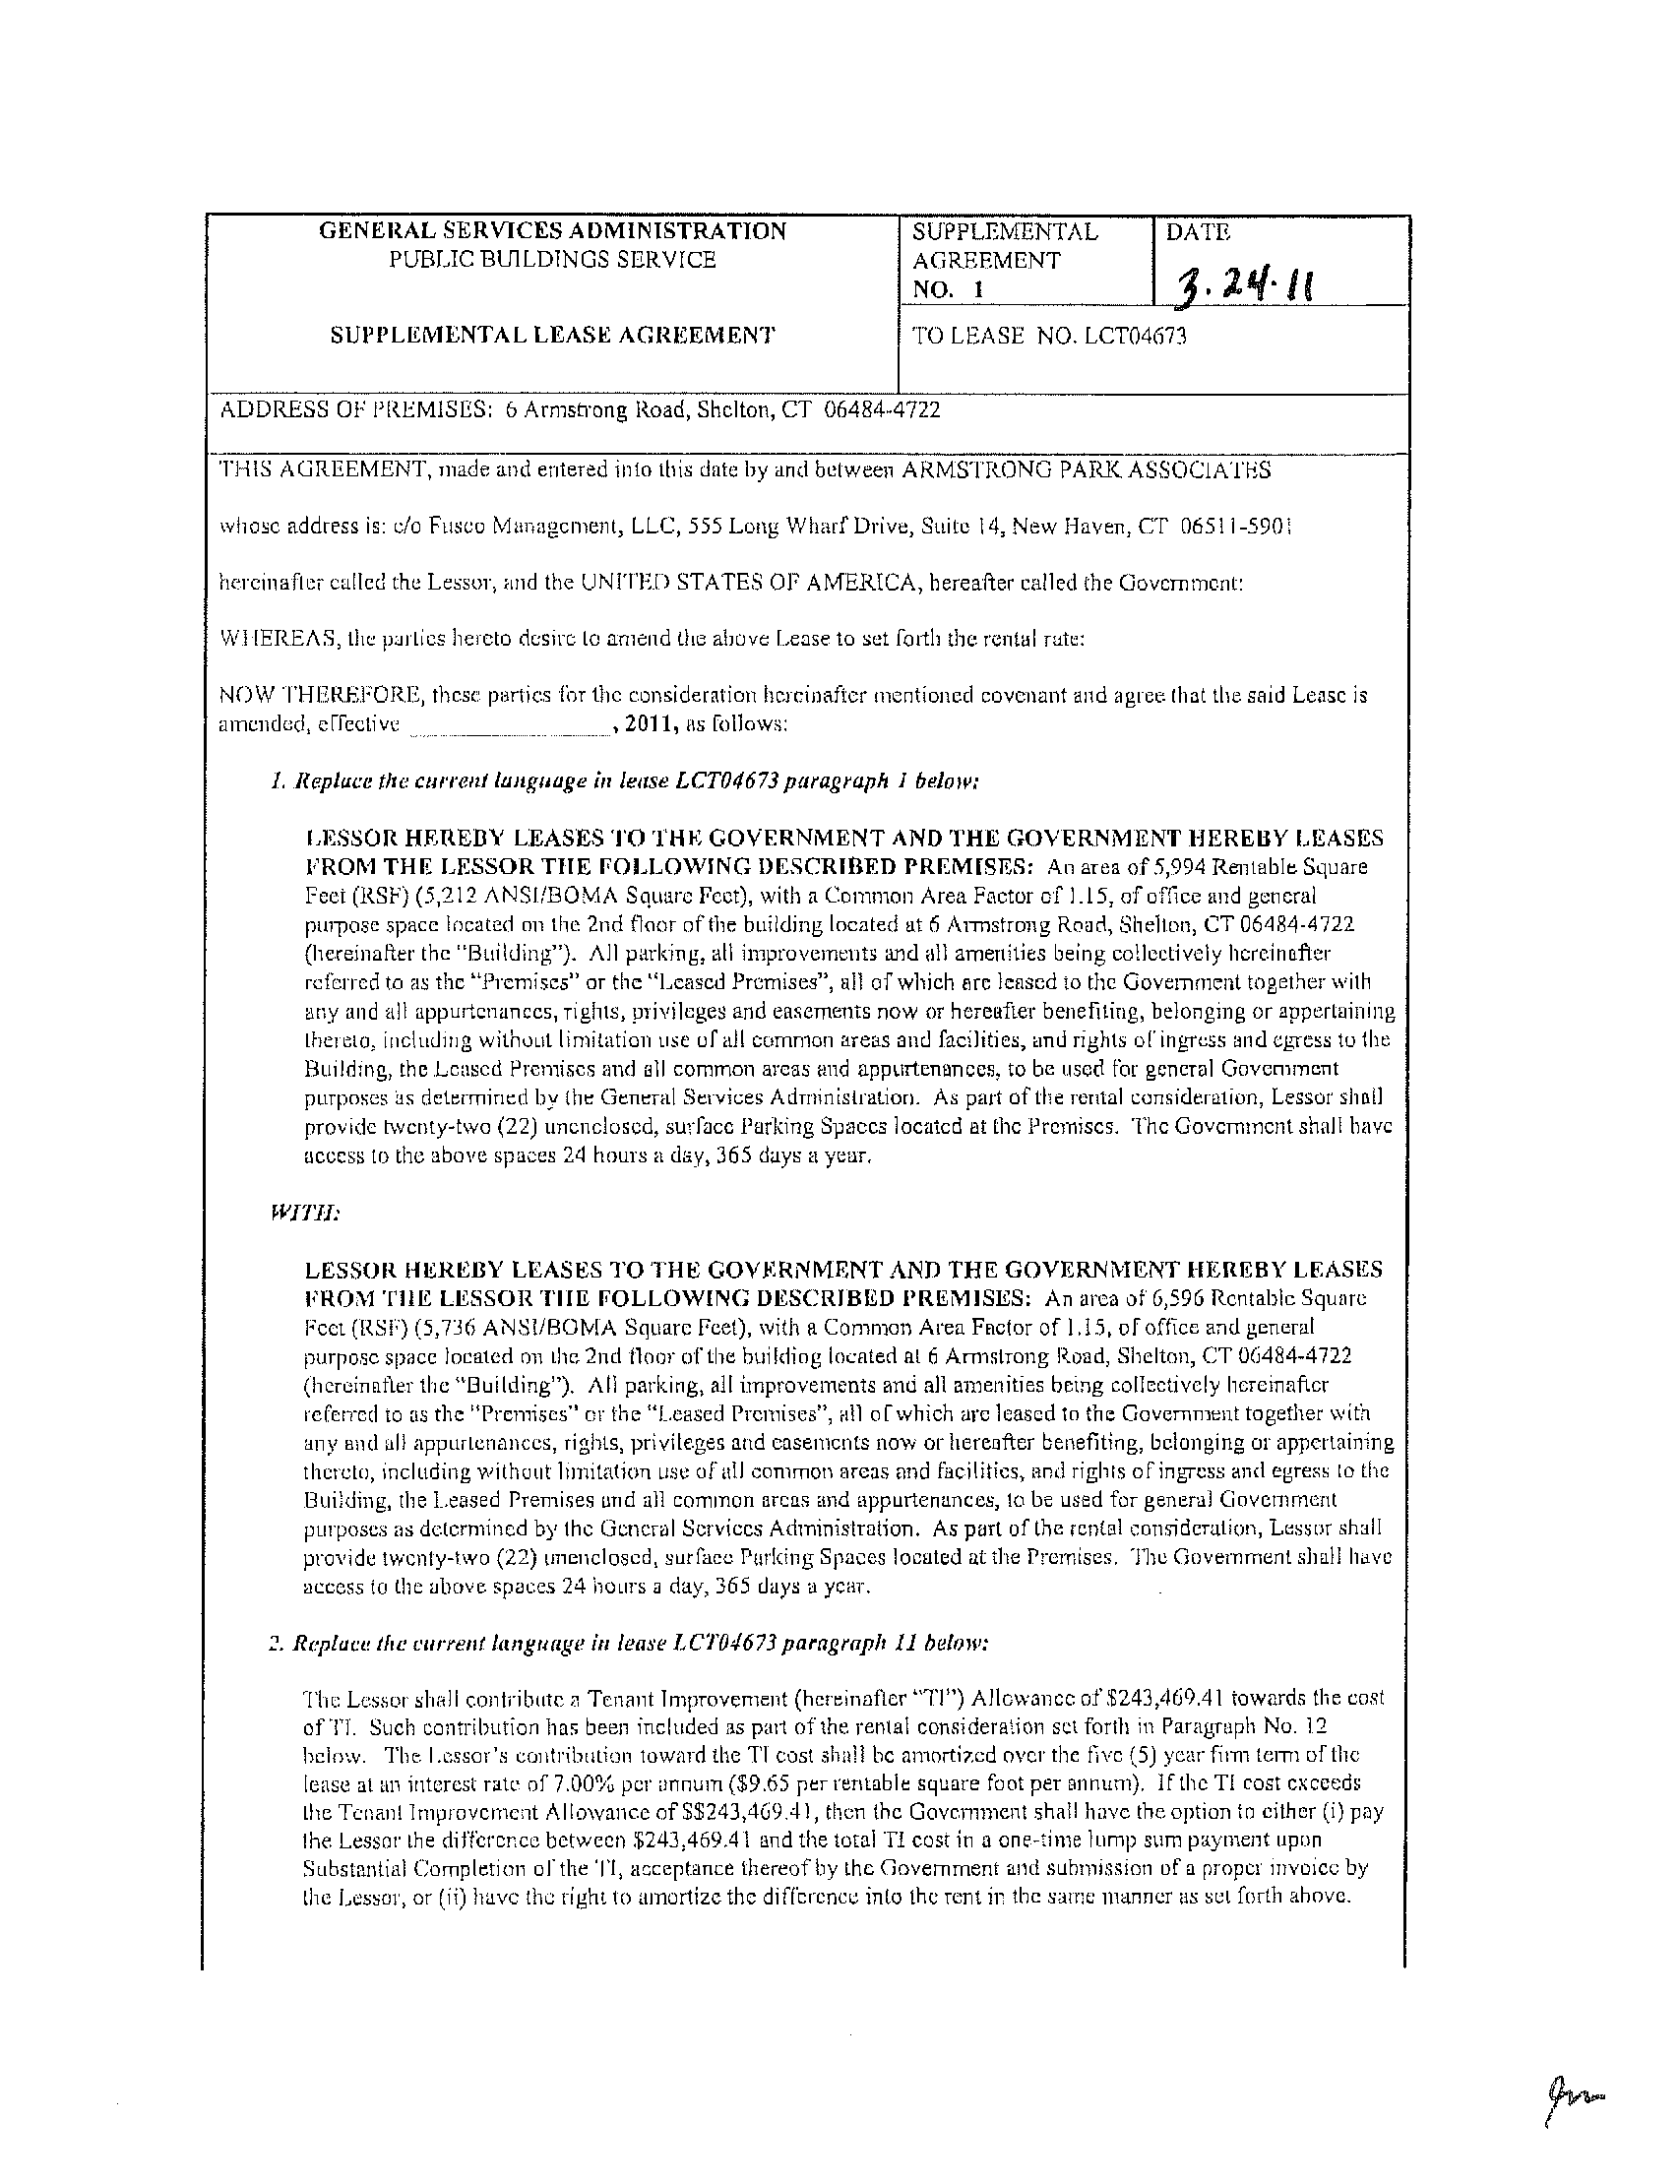 GENERAL SERVICES ADMINISTRATION
PUBLIC BUILDINGS SERVICE
SUPPLEMENTAL LEASE AGREEMENT
SUPPLEMENTAL
AGREEMENT
NO. 1
DATE
3.24.11
TO LEASE NO. LCT04673
ADDRESS OF PREMISES: 6 Armstrong Road, Shelton, CT 06484-4722
THIS AGREEMENT, made and entered into this date by and between ARMSTRONG PARK ASSOCIATES
whose address is: c/o Fusco Management, LLC, 555 Long Wharf Drive, Suite 14, New Haven, CT 06511-5901
hereinafter called the Lessor, and the UNITED STATES OF AMERICA, hereafter called the Government:
WHEREAS, the parties hereto desire to amend the above Lease to set forth the rental rate:
NOW THEREFORE, these parties for the consideration hereinafter mentioned covenant and agree that the said Lease is
amended, effective _______________, 2011, as follows:
1. Replace the current language in lease LCT04673 paragraph 1 below:
LESSOR HEREBY LEASES TO THE GOVERNMENT AND THE GOVERNMENT HEREBY LEASES
FROM THE LESSOR THE FOLLOWING DESCRIBED PREMISES: An area of 5,994 Rentable Square
Feet (RSF) (5,212 ANSI/BOMA Square Feet), with a Common Area Factor of 1.15, of office and general
purpose space located on the 2nd floor of the building located at 6 Armstrong Road, Shelton, CT 06484-4722
(hereinafter the "Building"). All parking, all improvements and all amenities being collectively hereinafter
referred to as the "Premises" or the "Leased Premises", all of which are leased to the Government together with
any and all appurtenances, rights, privileges and easements now or hereafter benefiting, belonging or appertaining
thereto, including without limitation use of all common areas and facilities, and rights of ingress and egress to the
Building, the Leased Premises and all common areas and appurtenances, to be used for general Government
purposes as determined by the General Services Administration. As part of the rental consideration, Lessor shall
provide twenty-two (22) unenclosed, surface Parking Spaces located at the Premises. The Government shall have
access to the above spaces 24 hours a day, 365 days a year.
WITH:
LESSOR HEREBY LEASES TO THE GOVERNMENT AND THE GOVERNMENT HEREBY LEASES
FROM THE LESSOR THE FOLLOWING DESCRIBED PREMISES: An area of 6,596 Rentable Square
Feet (RSF) (5,736 ANSI/BOMA Square Feet), with a Common Area Factor of 1.15, of office and general
purpose space located on the 2nd floor of the building located at 6 Armstrong Road, Shelton, CT 06484-4722
(hereinafter the "Building"). All parking, all improvements and all amenities being collectively hereinafter
referred to as the "Premises" or the "Leased Premises", all of which are leased to the Government together with
any and all appurtenances, rights, privileges and easements now or hereafter benefiting, belonging or appertaining
thereto, including without limitation use of all common areas and facilities, and rights of ingress and egress to the
Building, the Leased Premises and all common areas and appurtenances, to be used for general Government
purposes as determined by the General Services Administration. As part of the rental consideration, Lessor shall
provide twenty-two (22) unenclosed, surface Parking Spaces located at the Premises. The Government shall have
access to the above spaces 24 hours a day, 365 days a year.
2. Replace the current language in lease LCT04673 paragraph 11 below:
The Lessor shall contribute a Tenant Improvement (hereinafter "TI") Allowance of $243,469.41 towards the cost
of TI. Such contribution has been included as part of the rental consideration set forth in Paragraph No. 12
below. The Lessor's contribution toward the TI cost shall be amortized over the five (5) year firm term of the
lease at an interest rate of 7.00% per annum ($9.65 per rentable square foot per annum). If the TI cost exceeds
the Tenant Improvement Allowance of $$243,469.41, then the Government shall have the option to either (i) pay
the Lessor the difference between $243,469.41 and the total TI cost in a one-time lump sum payment upon
Substantial Completion of the TI, acceptance thereof by the Government and submission of a proper invoice by
the Lessor, or (ii) have the right to amortize the difference into the rent in the same manner as set forth above.